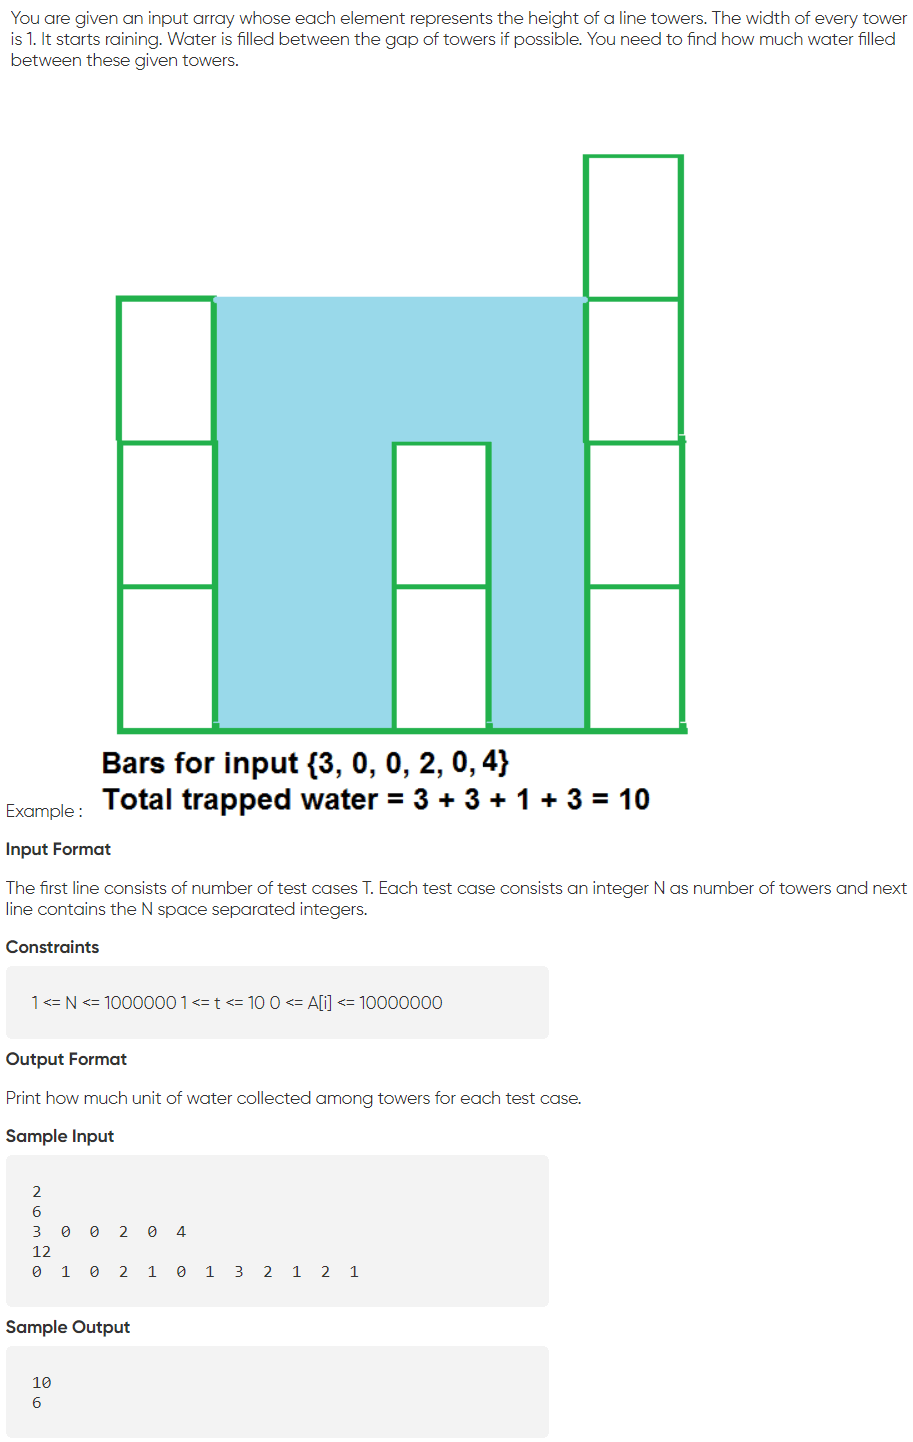 You are given an input array whose each element represents the height of a line towers. The width of every tower
is 1. It starts raining. Water is filled between the gap of towers if possible. You need to find how much water filled
between these given towers.
Bars for input {3, 0, 0, 2, 0, 4}
Total trapped water = 3 + 3 + 1 + 3 = 10
Example :
Input Format
The first line consists of number of test cases T. Each test case consists an integer N as number of towers and next
line contains the N space separated integers.
Constraints
1 <= N <= 1000000 1 <= t <= 10 0 <= A[i] <= 10000000
Output Format
Print how much unit of water collected among towers for each test case.
Sample Input
2
6
3 0 0 2 0 4
12
0 1 0 2 1 0 1 3 2 1 2 1
Sample Output
10
6